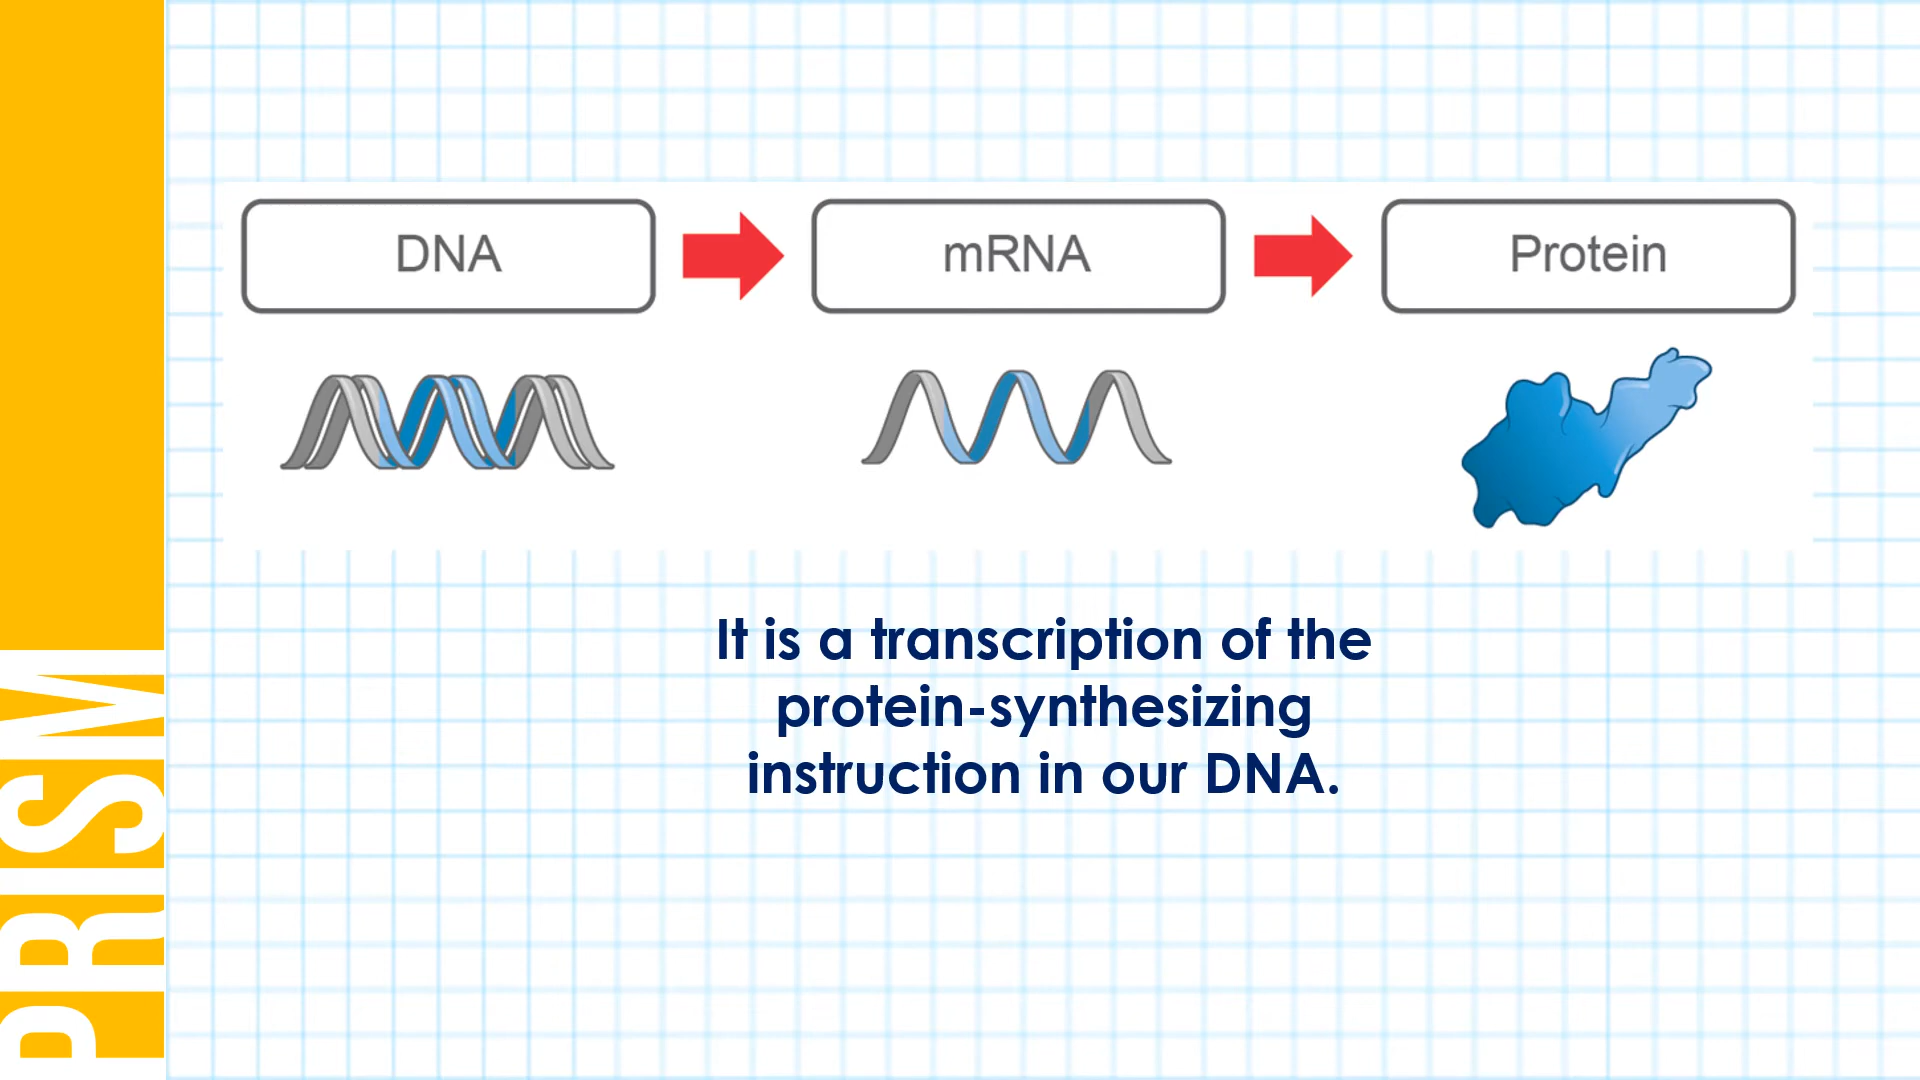 DNA
mRNA
Protein
It is a transcription of the
protein-synthesizing
instruction in our DNA.
PRISM